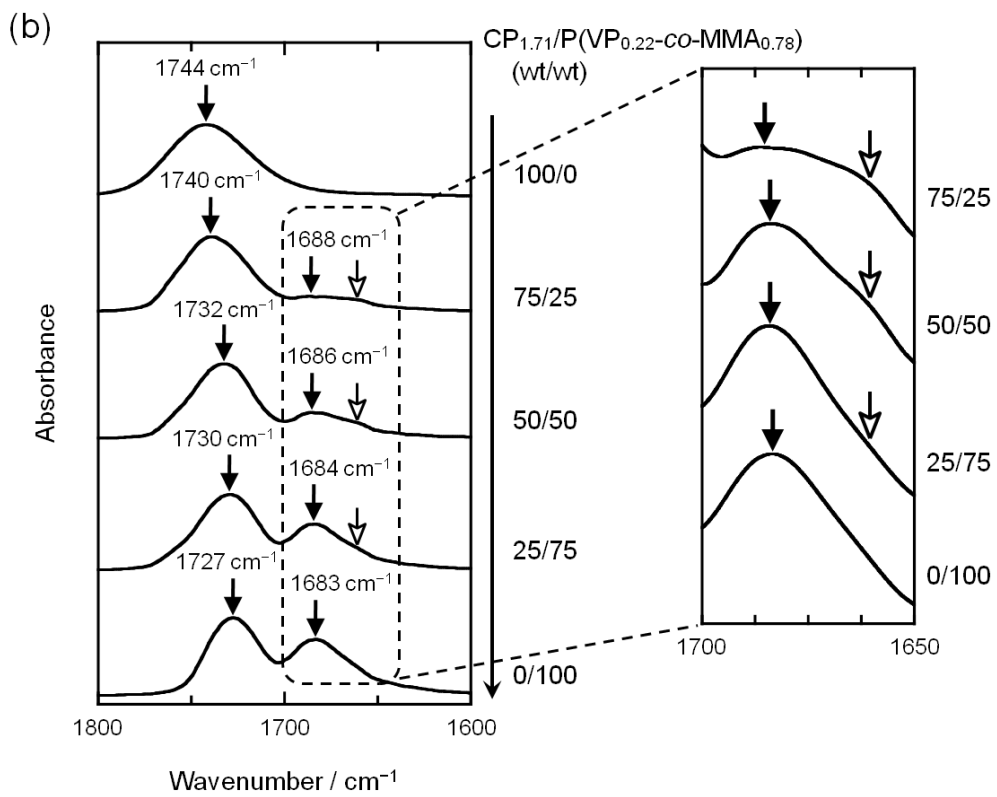 (b)
CP1.71/P(VP0.22-co-MMA0.78)
(wt/wt)
1744 cm−1
100/0
1740 cm−1
1688 cm−1
75/25
1732 cm−1
1686 cm−1
50/50
1730 cm−1
1684 cm−1
25/75
1727 cm−1
1683 cm−1
0/100
Absorbance
1800
1700
1600
Wavenumber / cm−1
75/25
50/50
25/75
0/100
1700
1650